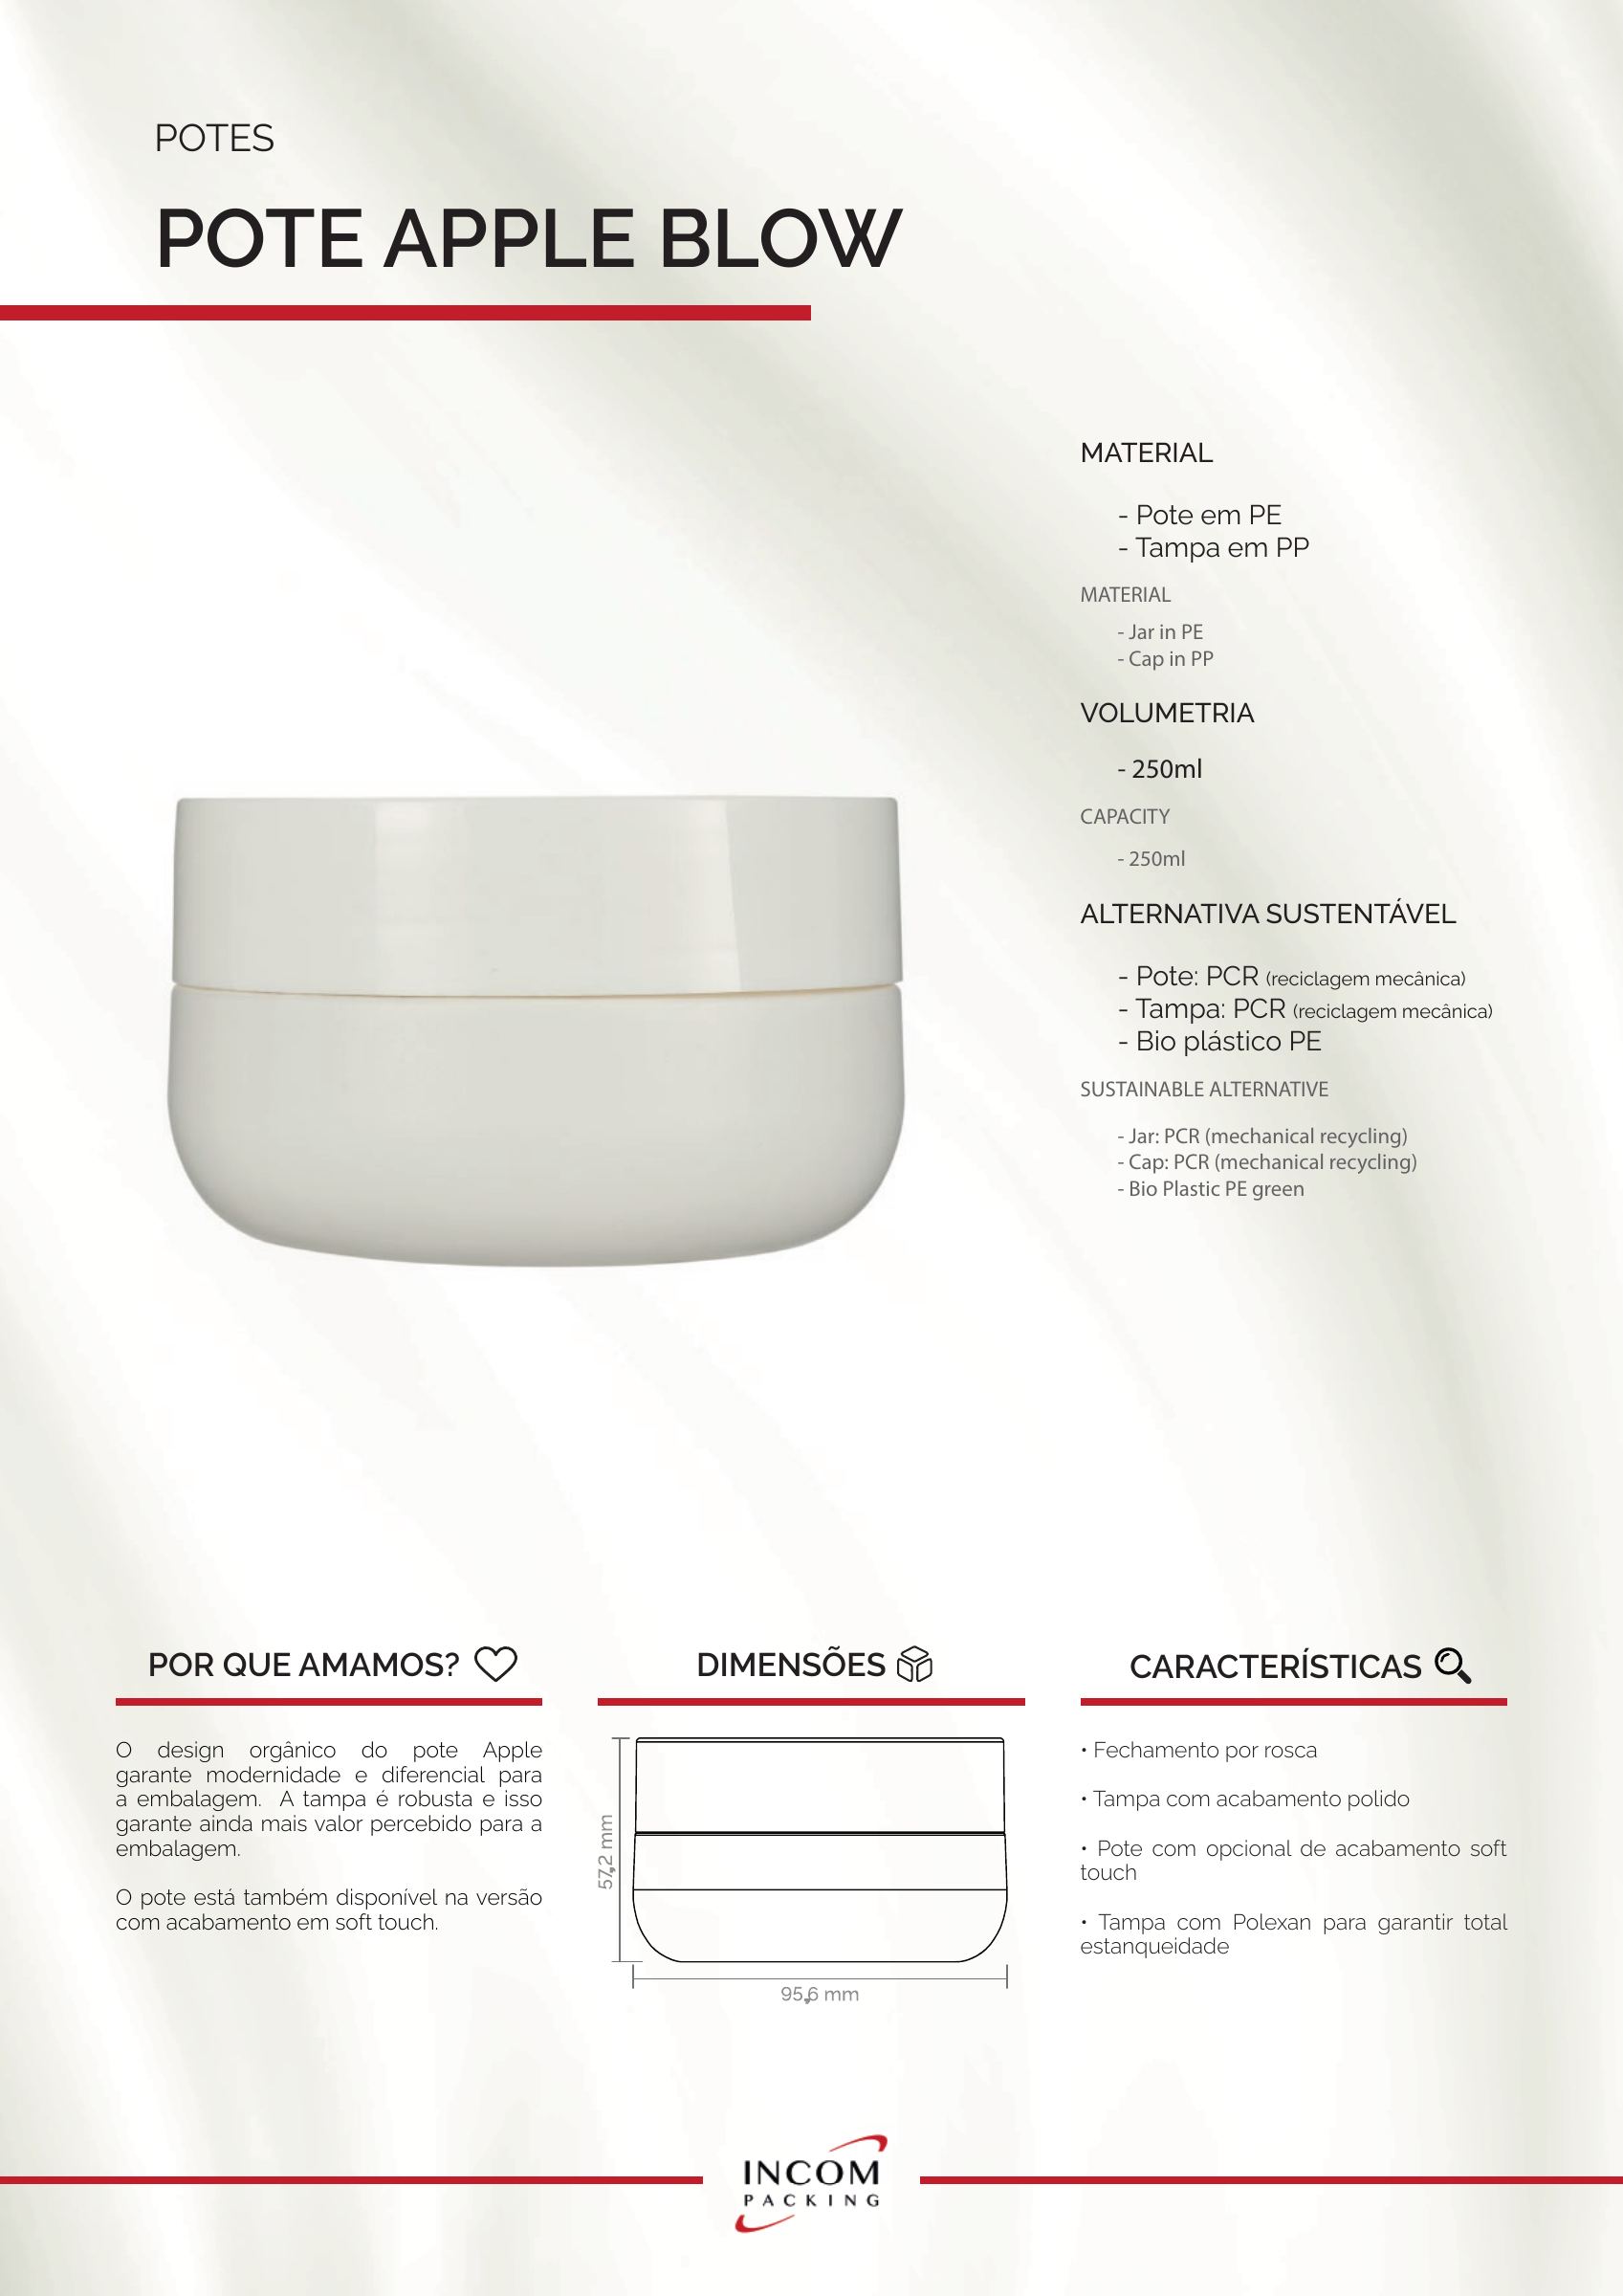 POTES
POTE APPLE BLOW
MATERIAL
- Pote em PE
- Tampa em PP
MATERIAL
- Jar in PE
- Cap in PP
VOLUMETRIA
- 250ml
CAPACITY
- 250ml
ALTERNATIVA SUSTENTÁVEL
- Pote: PCR (reciclagem mecânica)
- Tampa: PCR (reciclagem mecânica)
- Bio plástico PE
SUSTAINABLE ALTERNATIVE
- Jar: PCR (mechanical recycling)
- Cap: PCR (mechanical recycling)
- Bio Plastic PE green
POR QUE AMAMOS?
O design orgânico do pote Apple
garante modernidade e diferencial para
a embalagem. A tampa é robusta e isso
garante ainda mais valor percebido para a
embalagem.
O pote está também disponível na versão
com acabamento em soft touch.
DIMENSÕES
57,2 mm
95,6 mm
CARACTERÍSTICAS
• Fechamento por rosca
• Tampa com acabamento polido
• Pote com opcional de acabamento soft
touch
• Tampa com Polexan para garantir total
estanqueidade
INCOM
PACKING